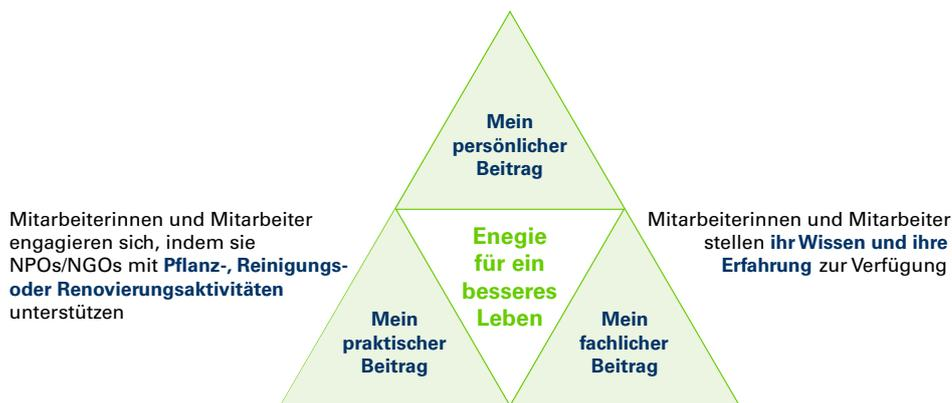 Mein
persönlicher
Beitrag
Mitarbeiterinnen und Mitarbeiter
engagieren sich, indem sie
NPOs/NGOs mit Pflanz-, Reinigungs-
oder Renovierungsaktivitäten
unterstützen
Enegie
für ein
besseres
Leben
Mitarbeiterinnen und Mitarbeiter
stellen ihr Wissen und ihre
Erfahrung zur Verfügung
Mein
praktischer
Beitrag
Mein
fachlicher
Beitrag